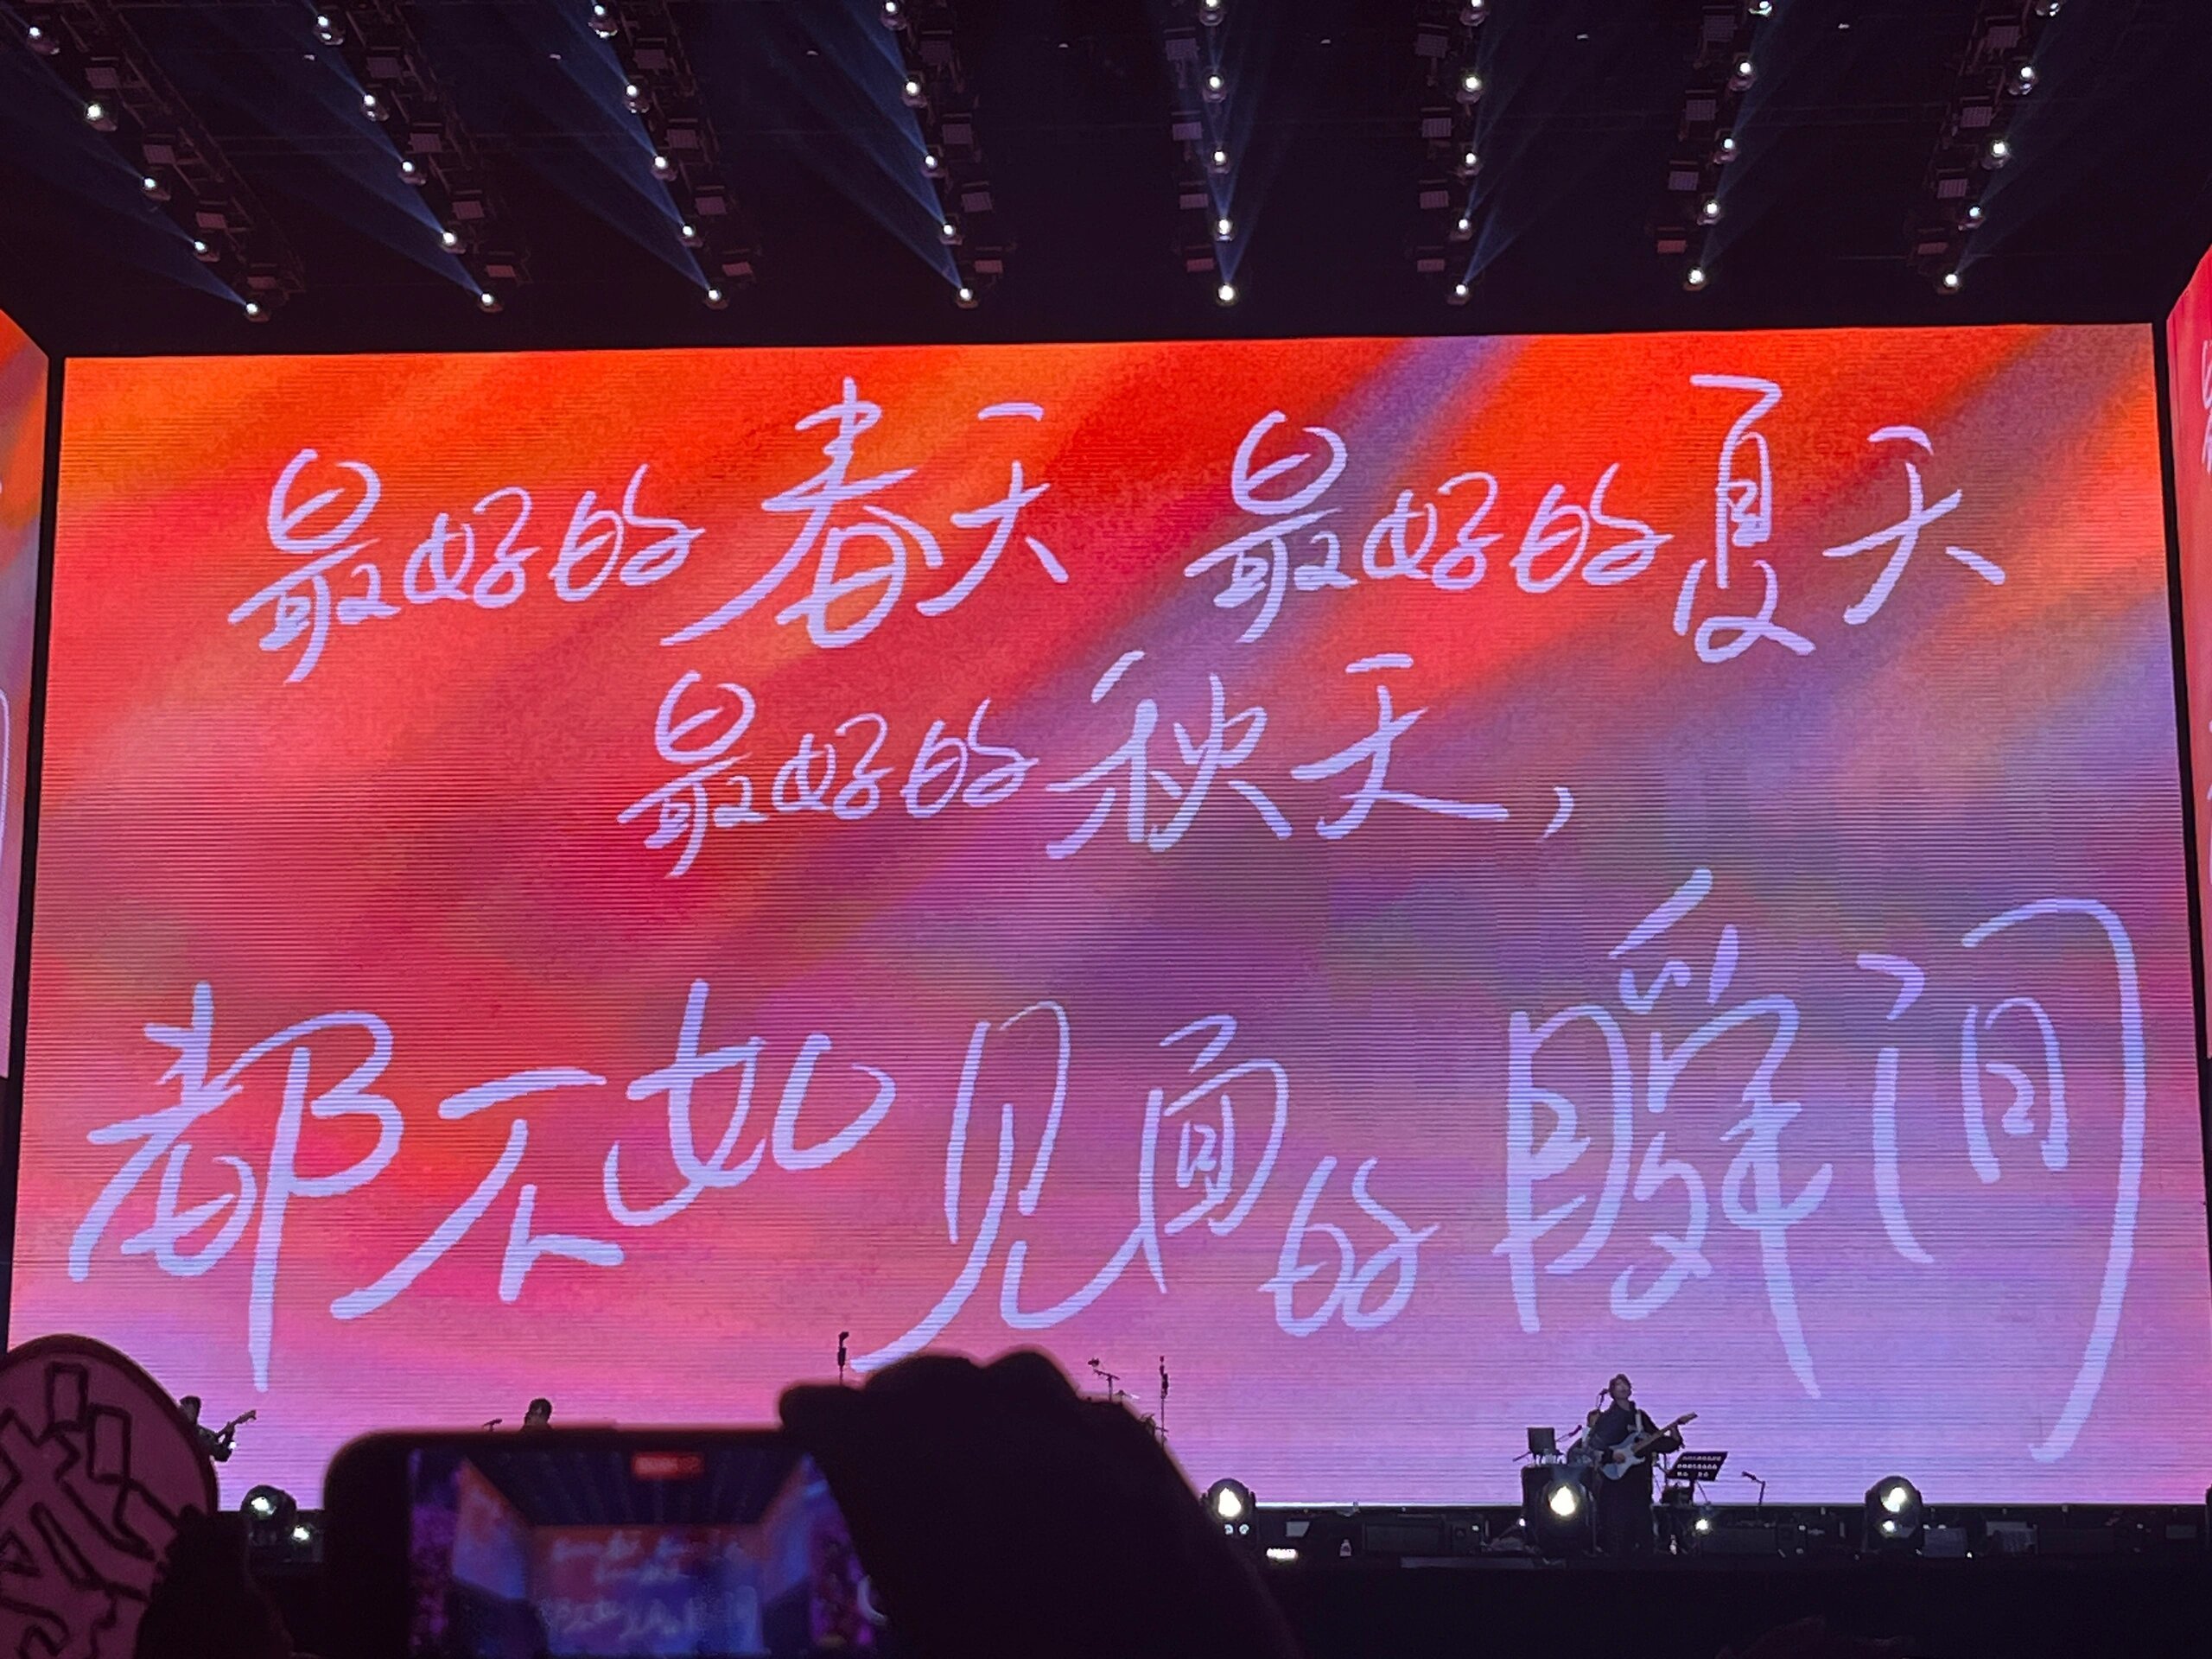 最好的春天 最好的夏天
最好的秋天，
都不如见面的瞬间